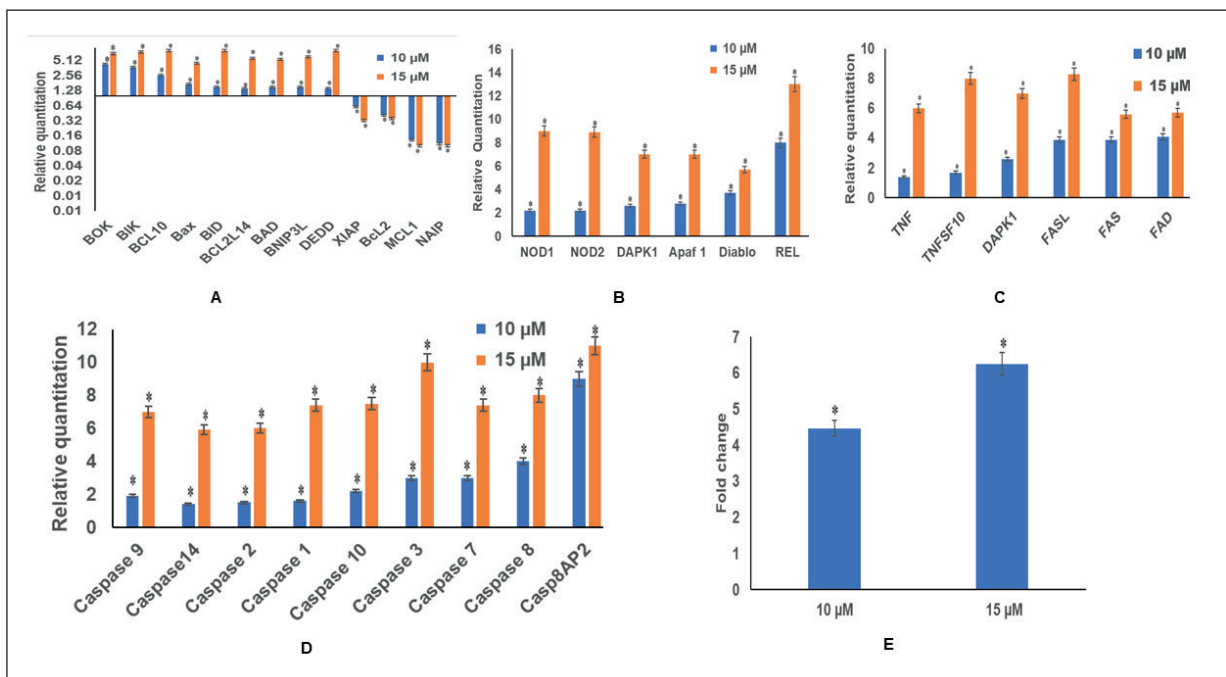 10 µM
15 µM
Relative quantitation
5.12
2.56
1.28
0.64
0.32
0.16
0.08
0.04
0.02
0.01
BOK
BIK
BCL10
Bax
BID
BCL2L14
BAD
BNIP3L
DEDD
XIAP
BcL2
MCL1
NAIP
A
10 µM
15 µM
Relative Quantitation
16
14
12
10
8
6
4
2
0
NOD1 NOD2 DAPK1 Apaf 1 Diablo REL
B
10 µM
15 µM
Relative quantitation
10
8
6
4
2
0
TNF
TNFSF10
DAPK1
FASL
FAS
FAD
C
10 µM
15 µM
Relative quantitation
12
10
8
6
4
2
0
Caspase 9
Caspase14
Caspase 2
Caspase 1
Caspase 10
Caspase 3
Caspase 7
Caspase 8
Casp8AP2
D
Fold change
7
6
5
4
3
2
1
0
10 µM 15 µM
E